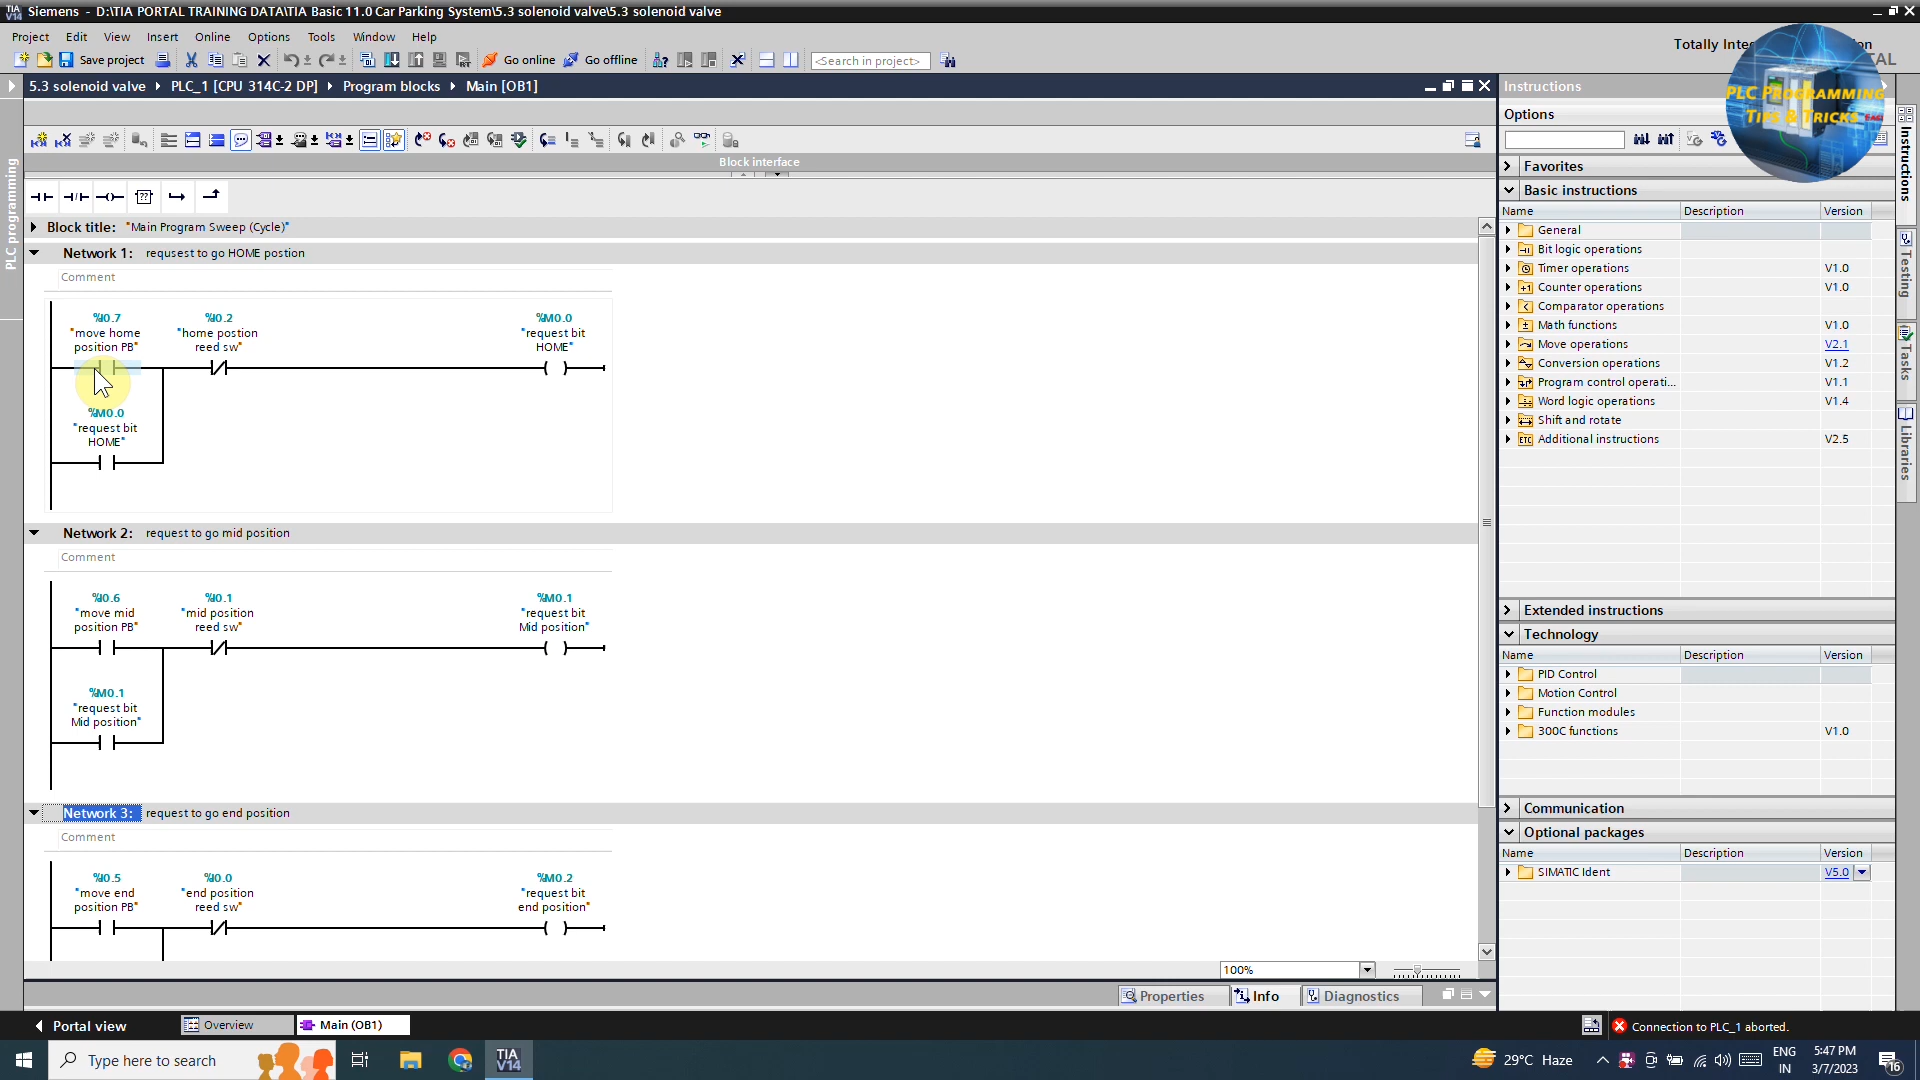 TIA
V14
Siemens - D:\TIA PORTAL TRAINING DATA\TIA Basic 11.0 Car Parking System\5.3 solenoid valve\5.3 solenoid valve
Project Edit View Insert Online Options Tools Window Help
Totally Inte
on
TAL
Save project
Go online
Go offline
<Search in project>
PLC PROGRAMMING
TIPS & TRICKS
EASY
5.3 solenoid valve
PLC_1 [CPU 314C-2 DP]
Program blocks
Main [OB1]
Block interface
PLC programming
Block title: "Main Program Sweep (Cycle)"
Network 1: requsest to go HOME postion
Comment
%I0.7
"move home
position PB"
%I0.2
"home postion
reed sw"
%M0.0
"request bit
HOME"
%M0.0
"request bit
HOME"
Network 2: request to go mid position
Comment
%I0.6
"move mid
position PB"
%I0.1
"mid position
reed sw"
%M0.1
"request bit
Mid position"
%M0.1
"request bit
Mid position"
Network 3: request to go end position
Comment
%I0.5
"move end
position PB"
%I0.0
"end position
reed sw"
%M0.2
"request bit
end position"
100%
Properties
Info
Diagnostics
Instructions
Options
Favorites
Basic instructions
Name Description Version
General
Bit logic operations
Timer operations V1.0
Counter operations V1.0
Comparator operations
Math functions V1.0
Move operations V2.1
Conversion operations V1.2
Program control operati... V1.1
Word logic operations V1.4
Shift and rotate
Additional instructions V2.5
Extended instructions
Technology
Name Description Version
PID Control
Motion Control
Function modules
300C functions V1.0
Communication
Optional packages
Name Description Version
SIMATIC Ident V5.0
Instructions
Testing
Tasks
Libraries
Portal view
Overview
Main (OB1)
Connection to PLC_1 aborted.
Type here to search
TIA
V14
29°C Haze
ENG
IN
5:47 PM
3/7/2023
16